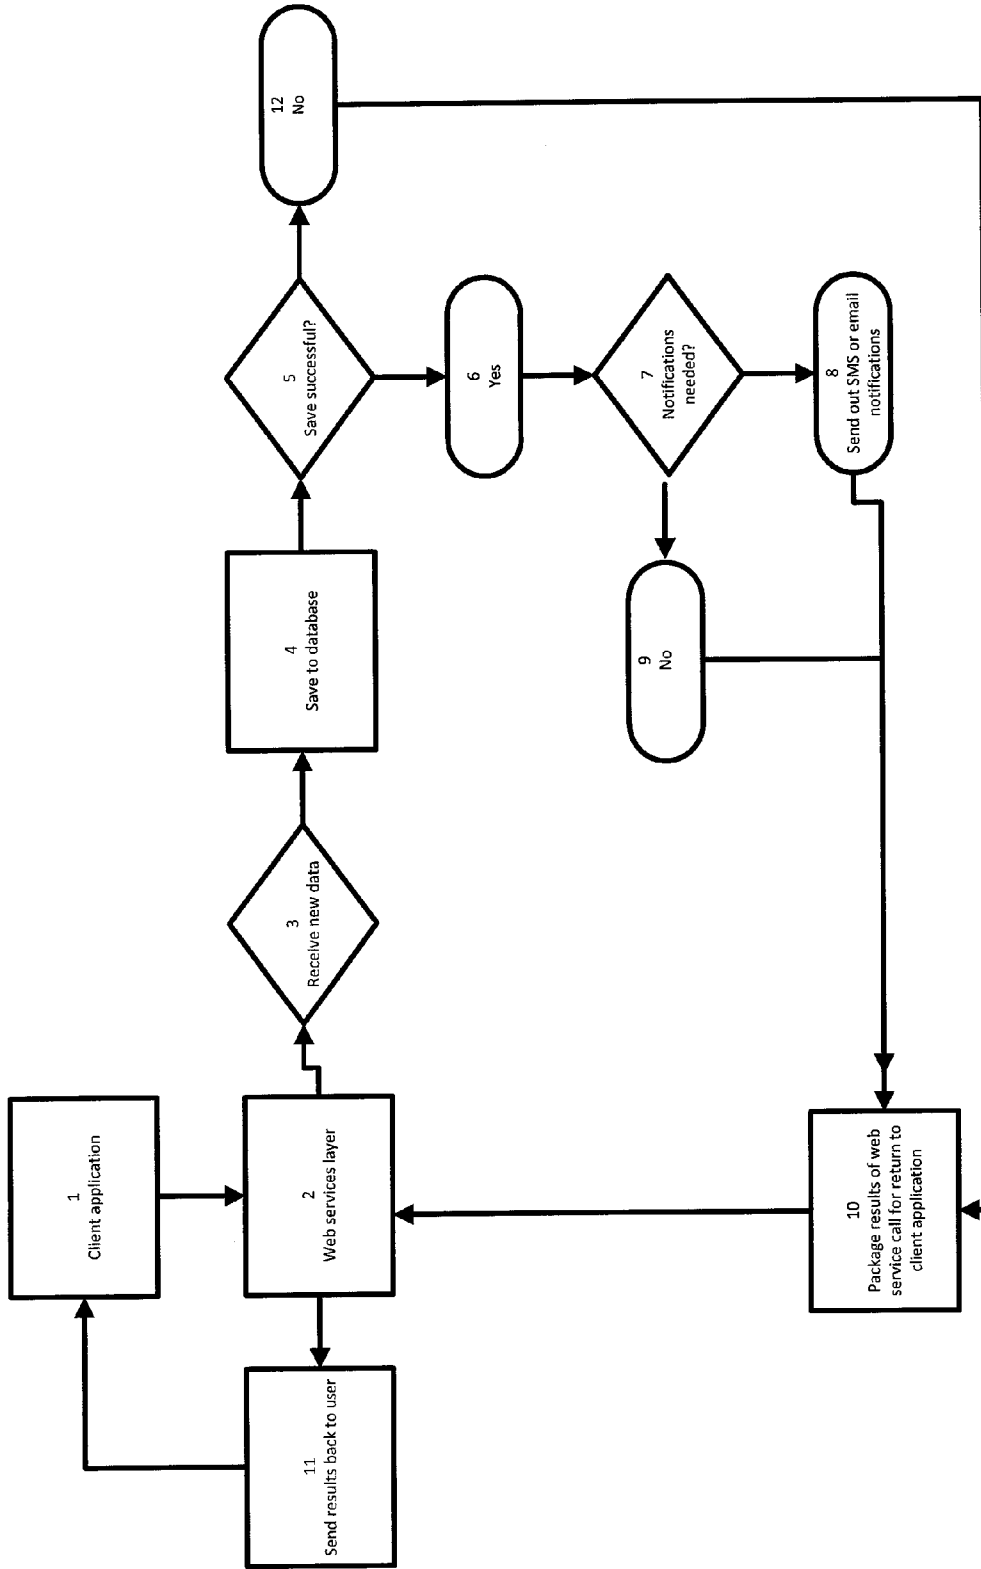 1
Client application
2
Web services layer
3
Receive new data
4
Save to database
5
Save successful?
6
Yes
7
Notifications
needed?
8
Send out SMS or email
notifications
9
No
10
Package results of web
service call for return to
client application
11
Send results back to user
12
No